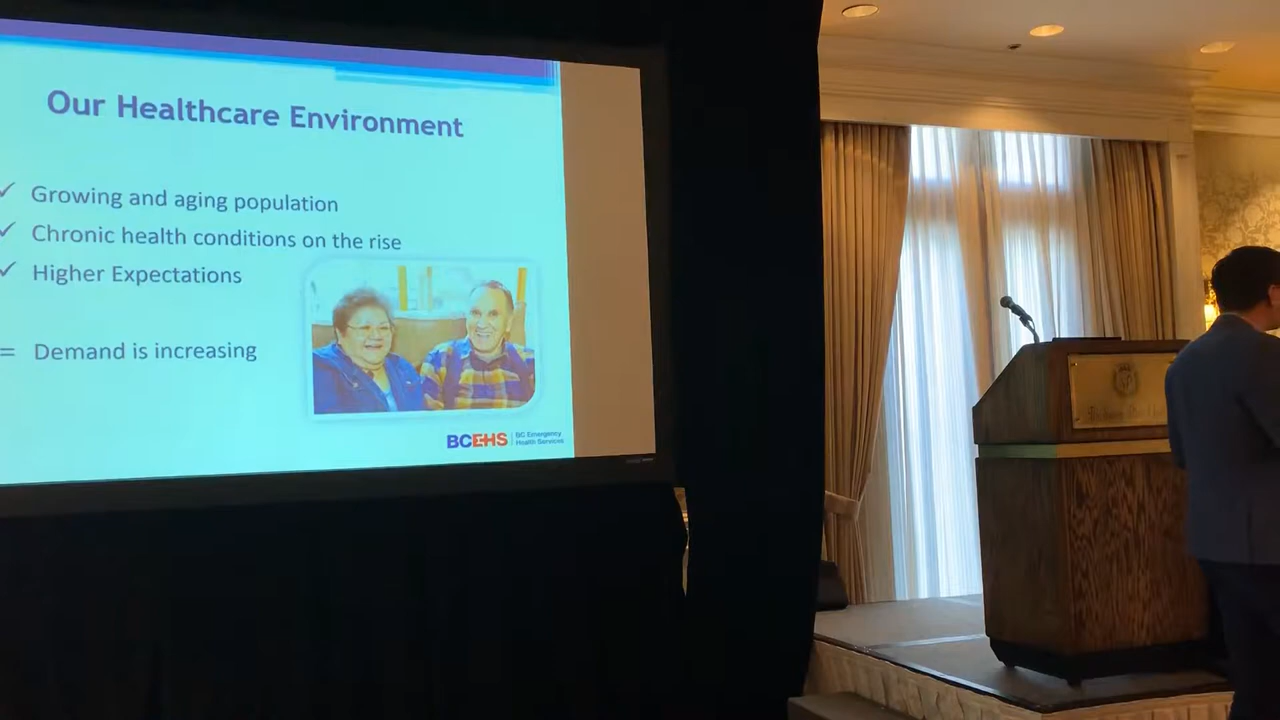 Our Healthcare Environment
✓ Growing and aging population
✓ Chronic health conditions on the rise
✓ Higher Expectations
= Demand is increasing
BCEHS
BC Emergency
Health Services